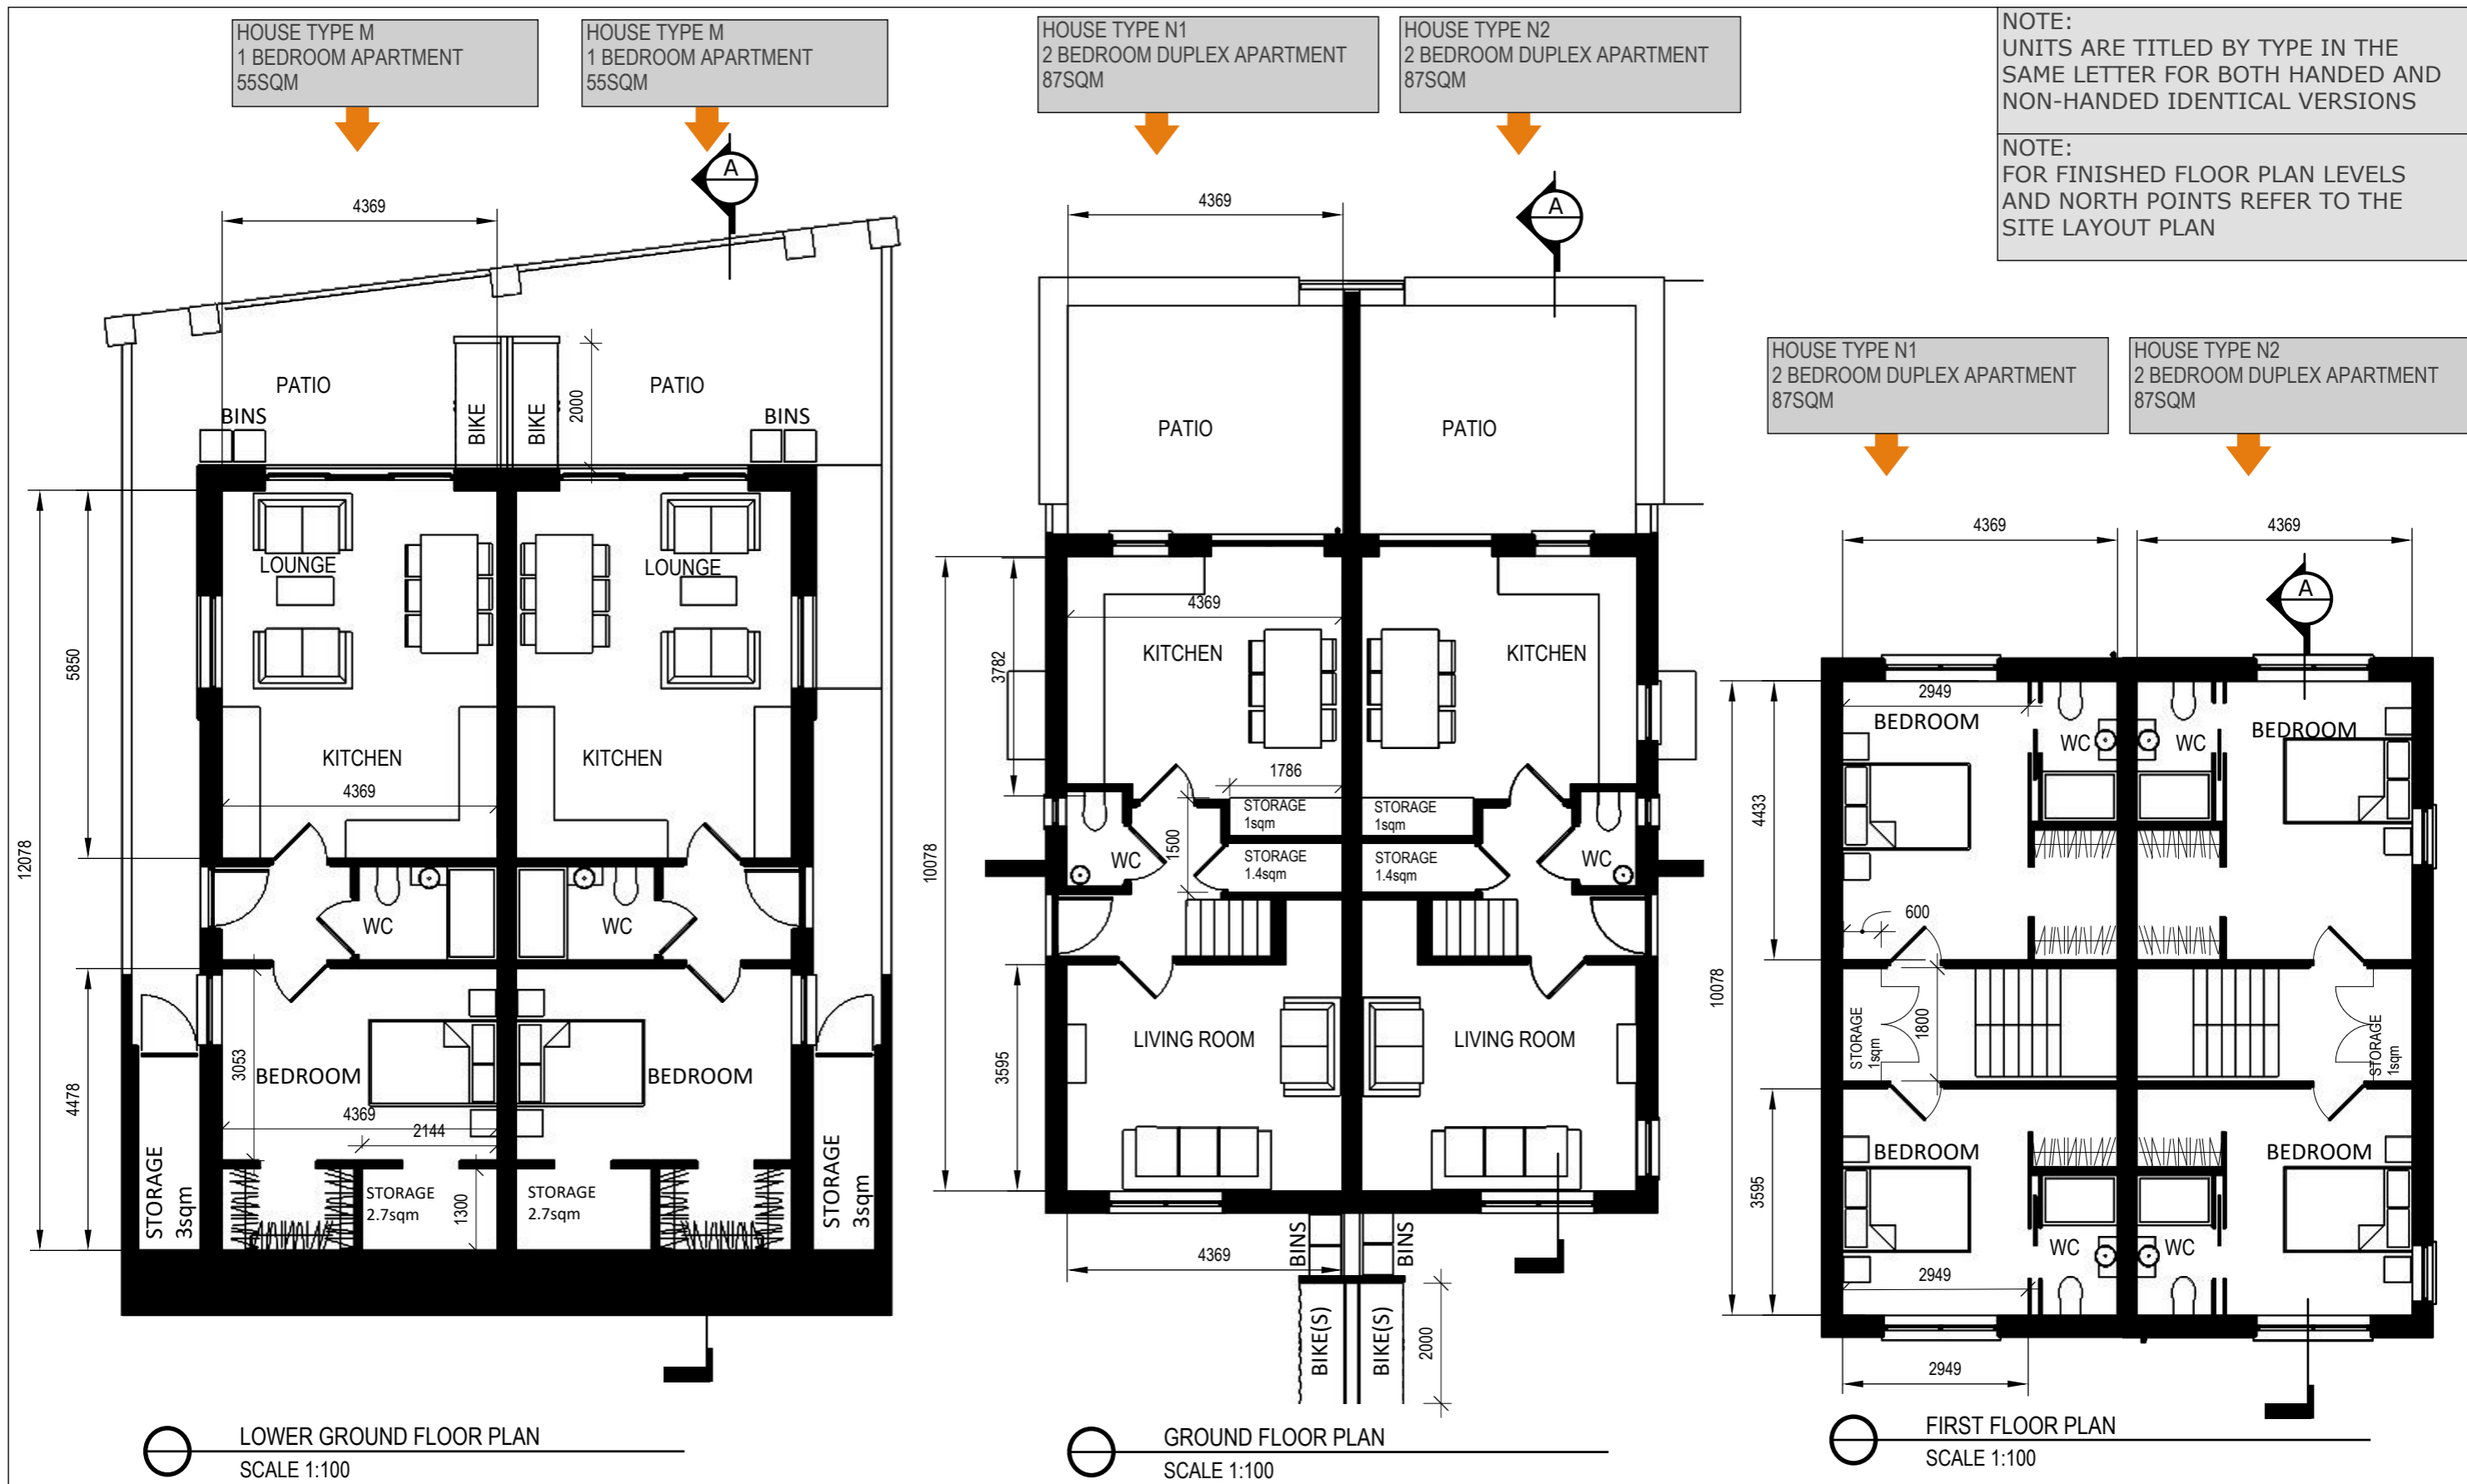 HOUSE TYPE M
1 BEDROOM APARTMENT
55SQM
HOUSE TYPE M
1 BEDROOM APARTMENT
55SQM
HOUSE TYPE N1
2 BEDROOM DUPLEX APARTMENT
87SQM
HOUSE TYPE N2
2 BEDROOM DUPLEX APARTMENT
87SQM
NOTE:
UNITS ARE TITLED BY TYPE IN THE
SAME LETTER FOR BOTH HANDED AND
NON-HANDED IDENTICAL VERSIONS
NOTE:
FOR FINISHED FLOOR PLAN LEVELS
AND NORTH POINTS REFER TO THE
SITE LAYOUT PLAN
HOUSE TYPE N1
2 BEDROOM DUPLEX APARTMENT
87SQM
HOUSE TYPE N2
2 BEDROOM DUPLEX APARTMENT
87SQM
A
4369
PATIO
PATIO
BINS
BIKE
BIKE
2000
BINS
LOUNGE
LOUNGE
5850
12078
KITCHEN
KITCHEN
4369
WC
WC
3053
4478
BEDROOM
BEDROOM
4369
2144
STORAGE
3sqm
STORAGE
2.7sqm
1300
STORAGE
2.7sqm
STORAGE
3sqm
LOWER GROUND FLOOR PLAN
SCALE 1:100
A
4369
PATIO
PATIO
4369
KITCHEN
KITCHEN
3782
1786
STORAGE
1sqm
STORAGE
1sqm
1500
WC
STORAGE
1.4sqm
STORAGE
1.4sqm
WC
10078
LIVING ROOM
LIVING ROOM
3595
BINS
BINS
4369
BIKE(S)
BIKE(S)
2000
GROUND FLOOR PLAN
SCALE 1:100
4369
4369
A
2949
BEDROOM
WC
WC
BEDROOM
4433
600
10078
STORAGE
1sqm
1800
STORAGE
1sqm
BEDROOM
BEDROOM
3595
WC
WC
2949
2949
FIRST FLOOR PLAN
SCALE 1:100